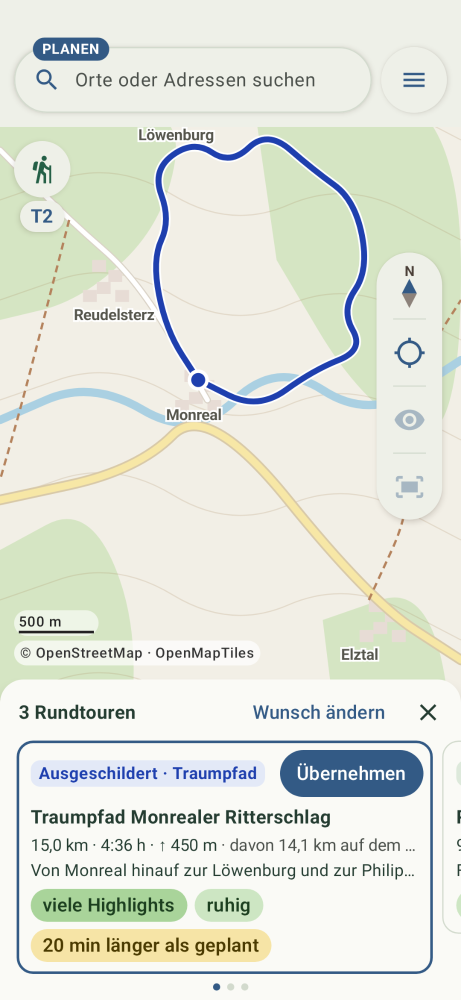 PLANEN
Orte oder Adressen suchen
Löwenburg
T2
N
Reudelsterz
Monreal
500 m
© OpenStreetMap · OpenMapTiles
Elztal
3 Rundtouren
Wunsch ändern
Ausgeschildert · Traumpfad
Übernehmen
Traumpfad Monrealer Ritterschlag
15,0 km · 4:36 h · ↑ 450 m · davon 14,1 km auf dem ...
Von Monreal hinauf zur Löwenburg und zur Philip...
viele Highlights
ruhig
20 min länger als geplant